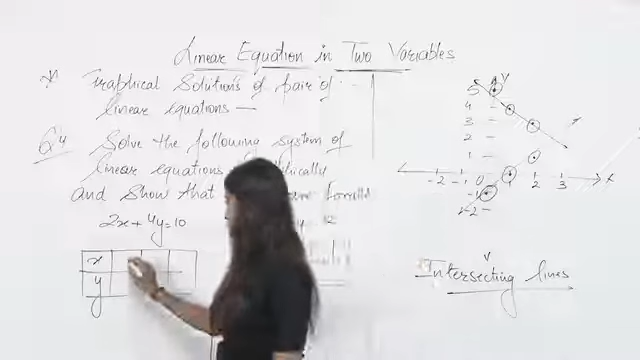 Linear Equation in Two Variables
* Graphical Solutions of pair of
linear equations —
Q4 Solve the following system of
linear equations
and show that
2x + 4y = 10
x
y
5
4
3
2
1
-2 -1 0 1 2 3 x
-1
-2
y
Intersecting lines